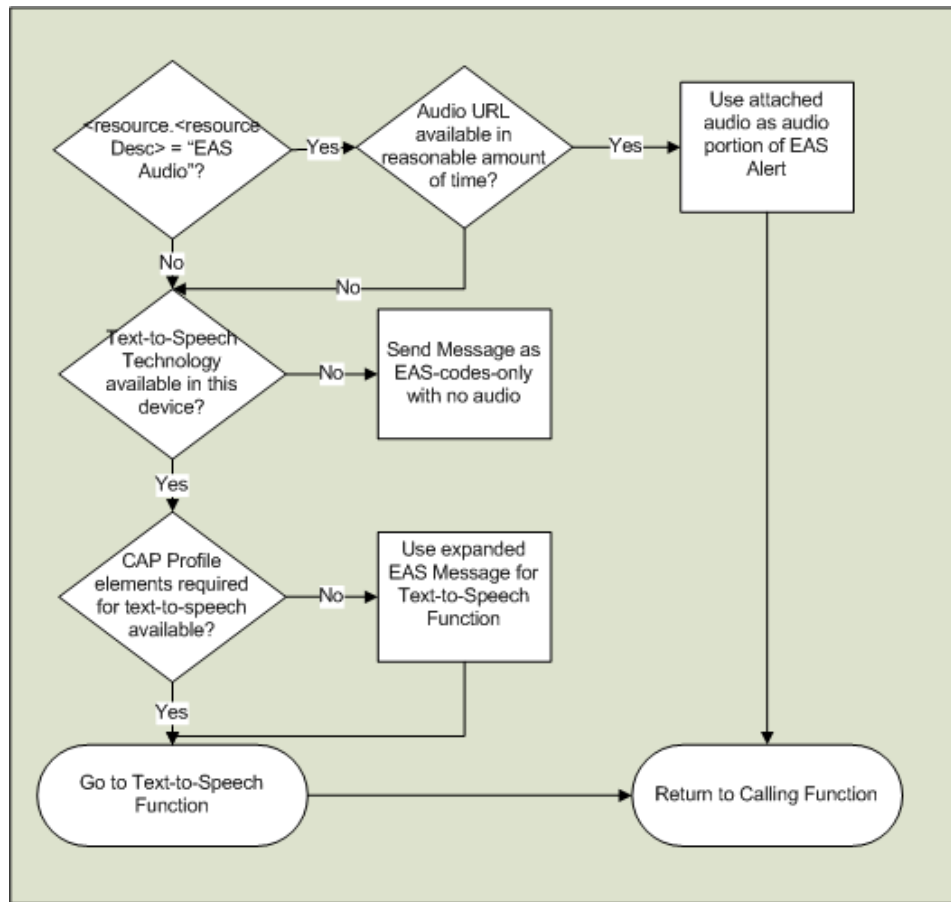 <resource.<resource
Desc> = “EAS
Audio”?
Yes
Audio URL
available in
reasonable amount
of time?
Yes
Use attached
audio as audio
portion of EAS
Alert
No
No
Text-to-Speech
Technology
available in this
device?
No
Send Message as
EAS-codes-only
with no audio
Yes
CAP Profile
elements required
for text-to-speech
available?
No
Use expanded
EAS Message for
Text-to-Speech
Function
Yes
Go to Text-to-Speech
Function
Return to Calling Function